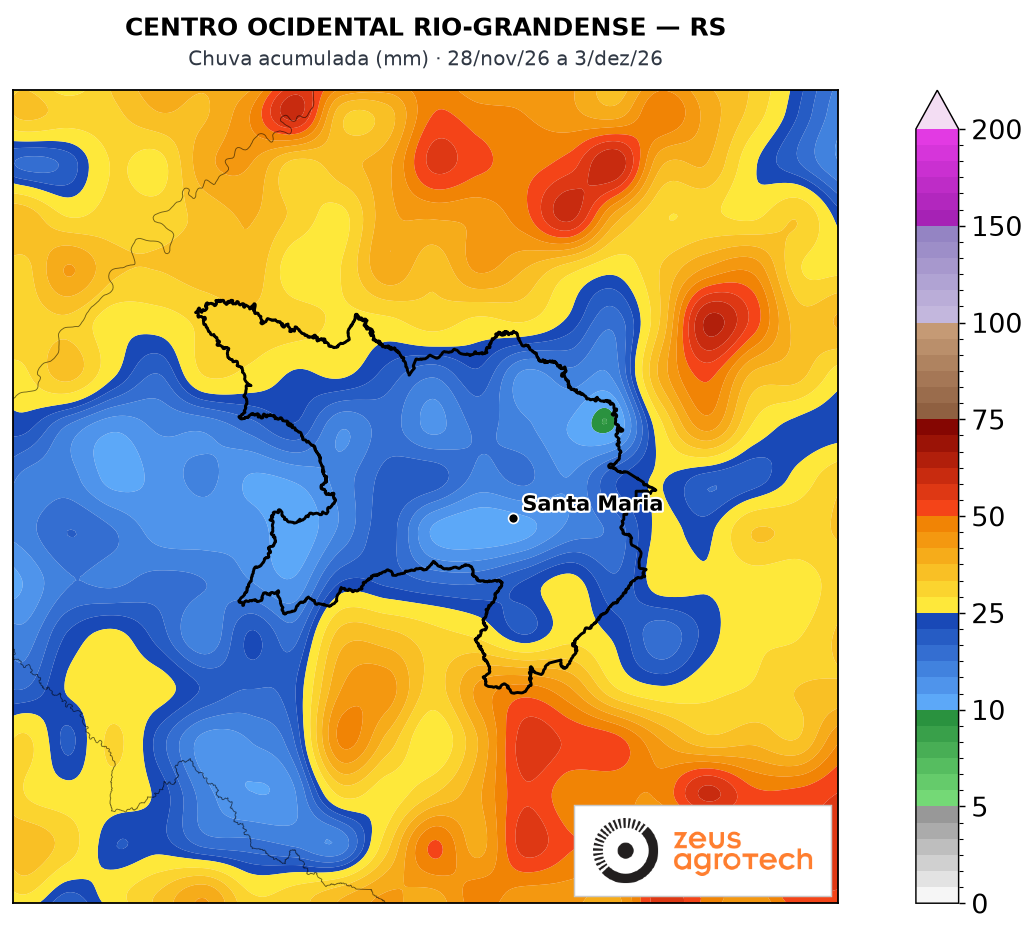 CENTRO OCIDENTAL RIO-GRANDENSE — RS
Chuva acumulada (mm) · 28/nov/26 a 3/dez/26
200
150
100
75
50
25
10
5
0
Santa Maria
zeus
agrotech